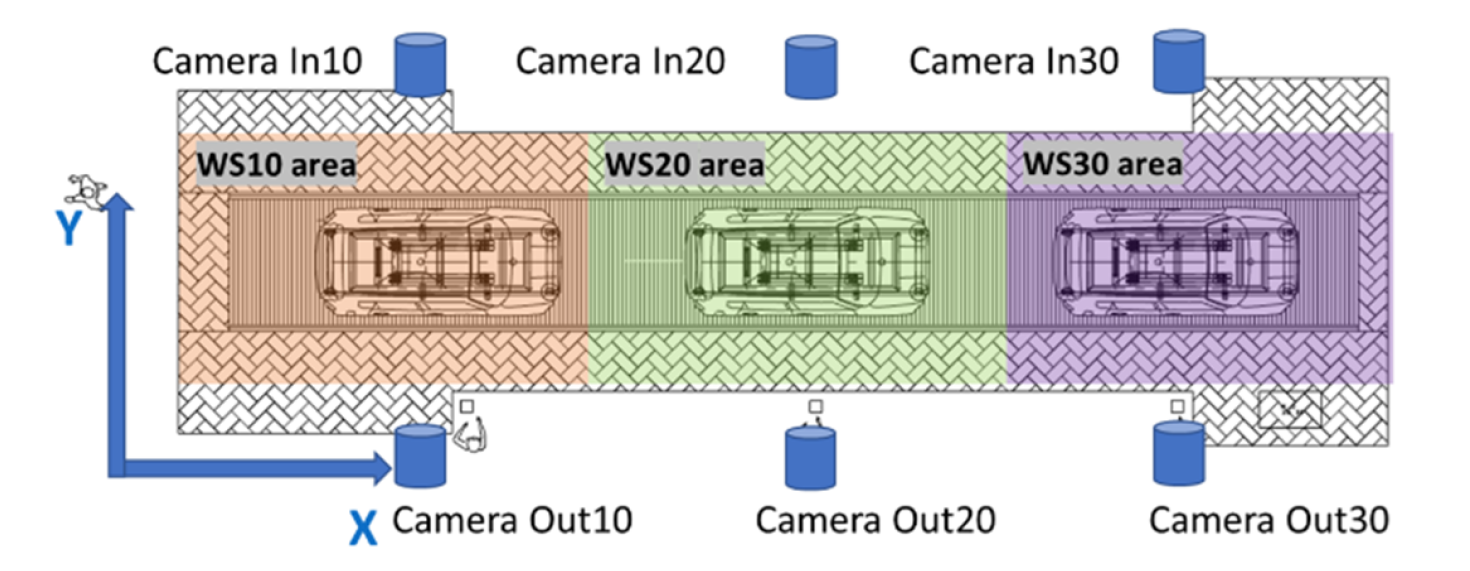 Camera In10
Camera In20
Camera In30
WS10 area
WS20 area
WS30 area
Y
X
Camera Out10
Camera Out20
Camera Out30